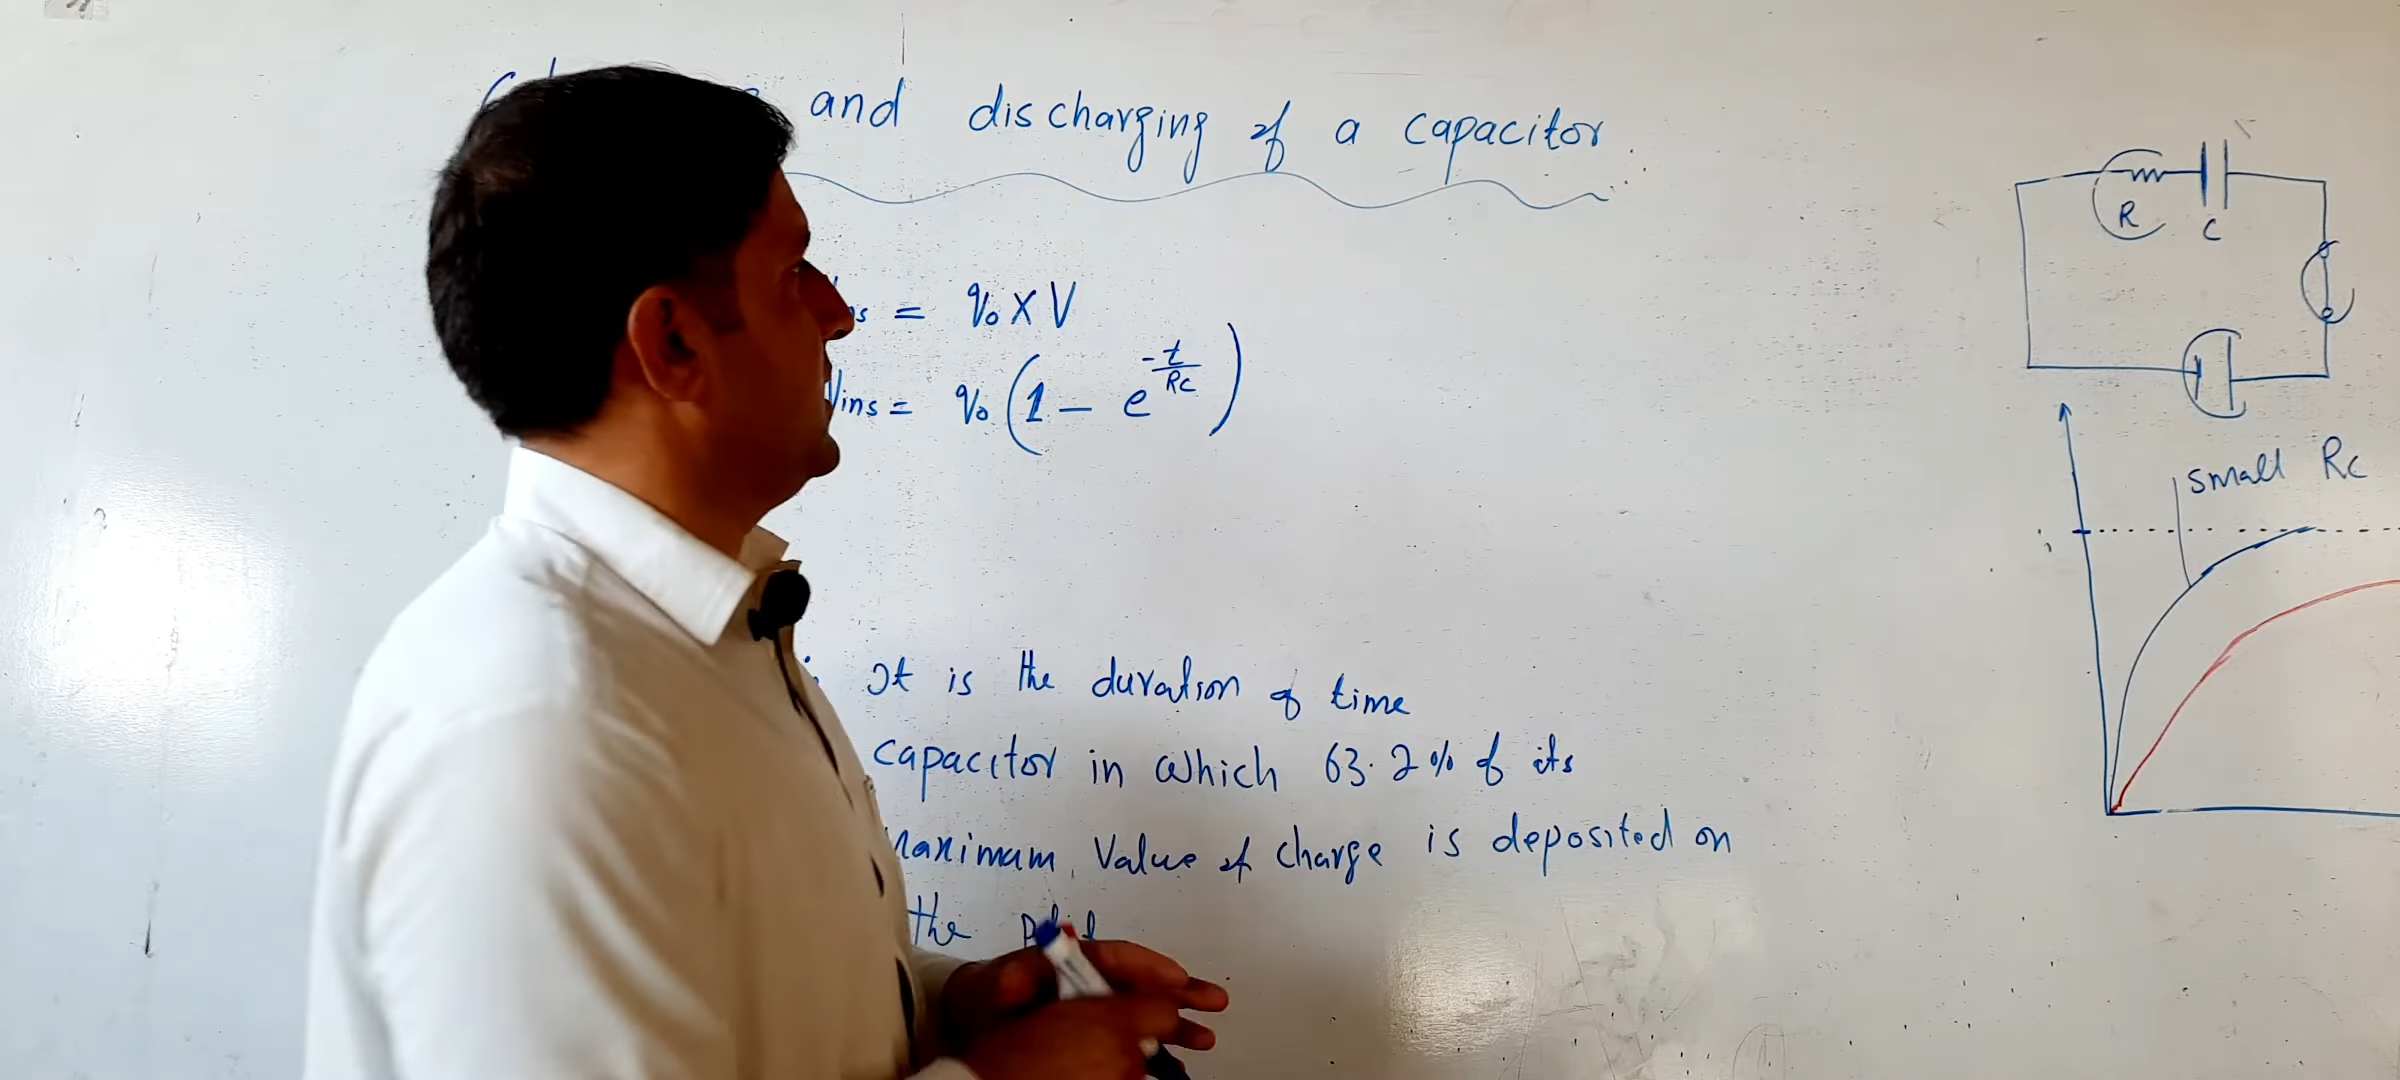 and discharging of a capacitor.
= q₀ X V
ins = q₀ (1 - e^(-t/Rc))
It is the duration of time
capacitor in which 63.2% of its
maximum value of charge is deposited on
the
R
C
small Rc